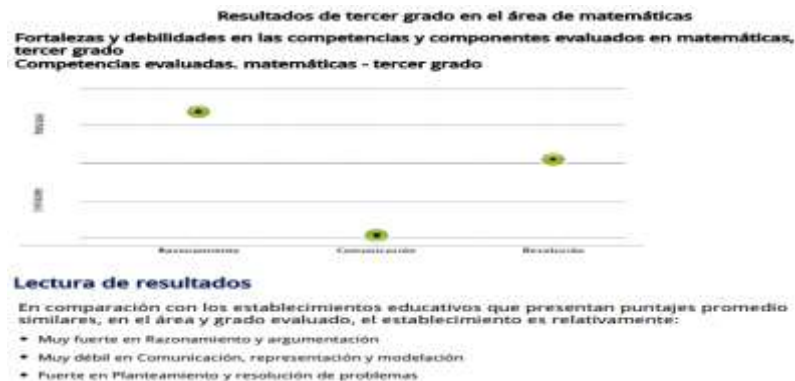 Resultados de tercer grado en el área de matemáticas
Fortalezas y debilidades en las competencias y componentes evaluados en matemáticas,
tercer grado
Competencias evaluadas. matemáticas - tercer grado
Razonamiento
Comunicación
Resolución
Lectura de resultados
En comparación con los establecimientos educativos que presentan puntajes promedio
similares, en el área y grado evaluado, el establecimiento es relativamente:
• Muy fuerte en Razonamiento y argumentación
• Muy débil en Comunicación, representación y modelación
• Fuerte en Planteamiento y resolución de problemas